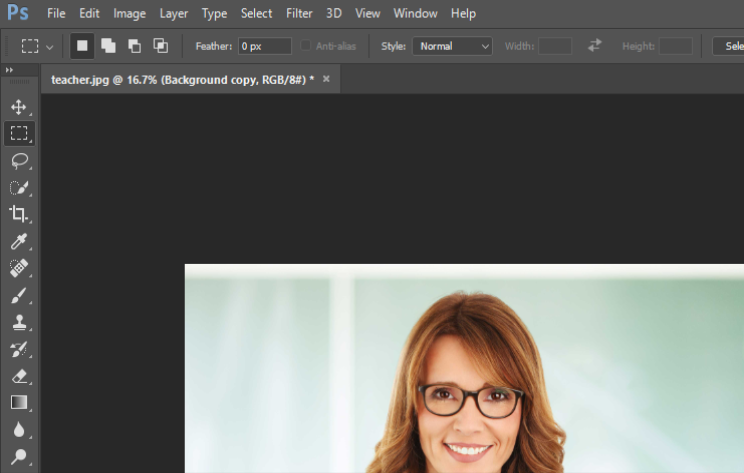 Ps File Edit Image Layer Type Select Filter 3D View Window Help
Feather: 0 px Anti-alias Style: Normal Width: Height: Sele
teacher.jpg @ 16.7% (Background copy, RGB/8#) * ×